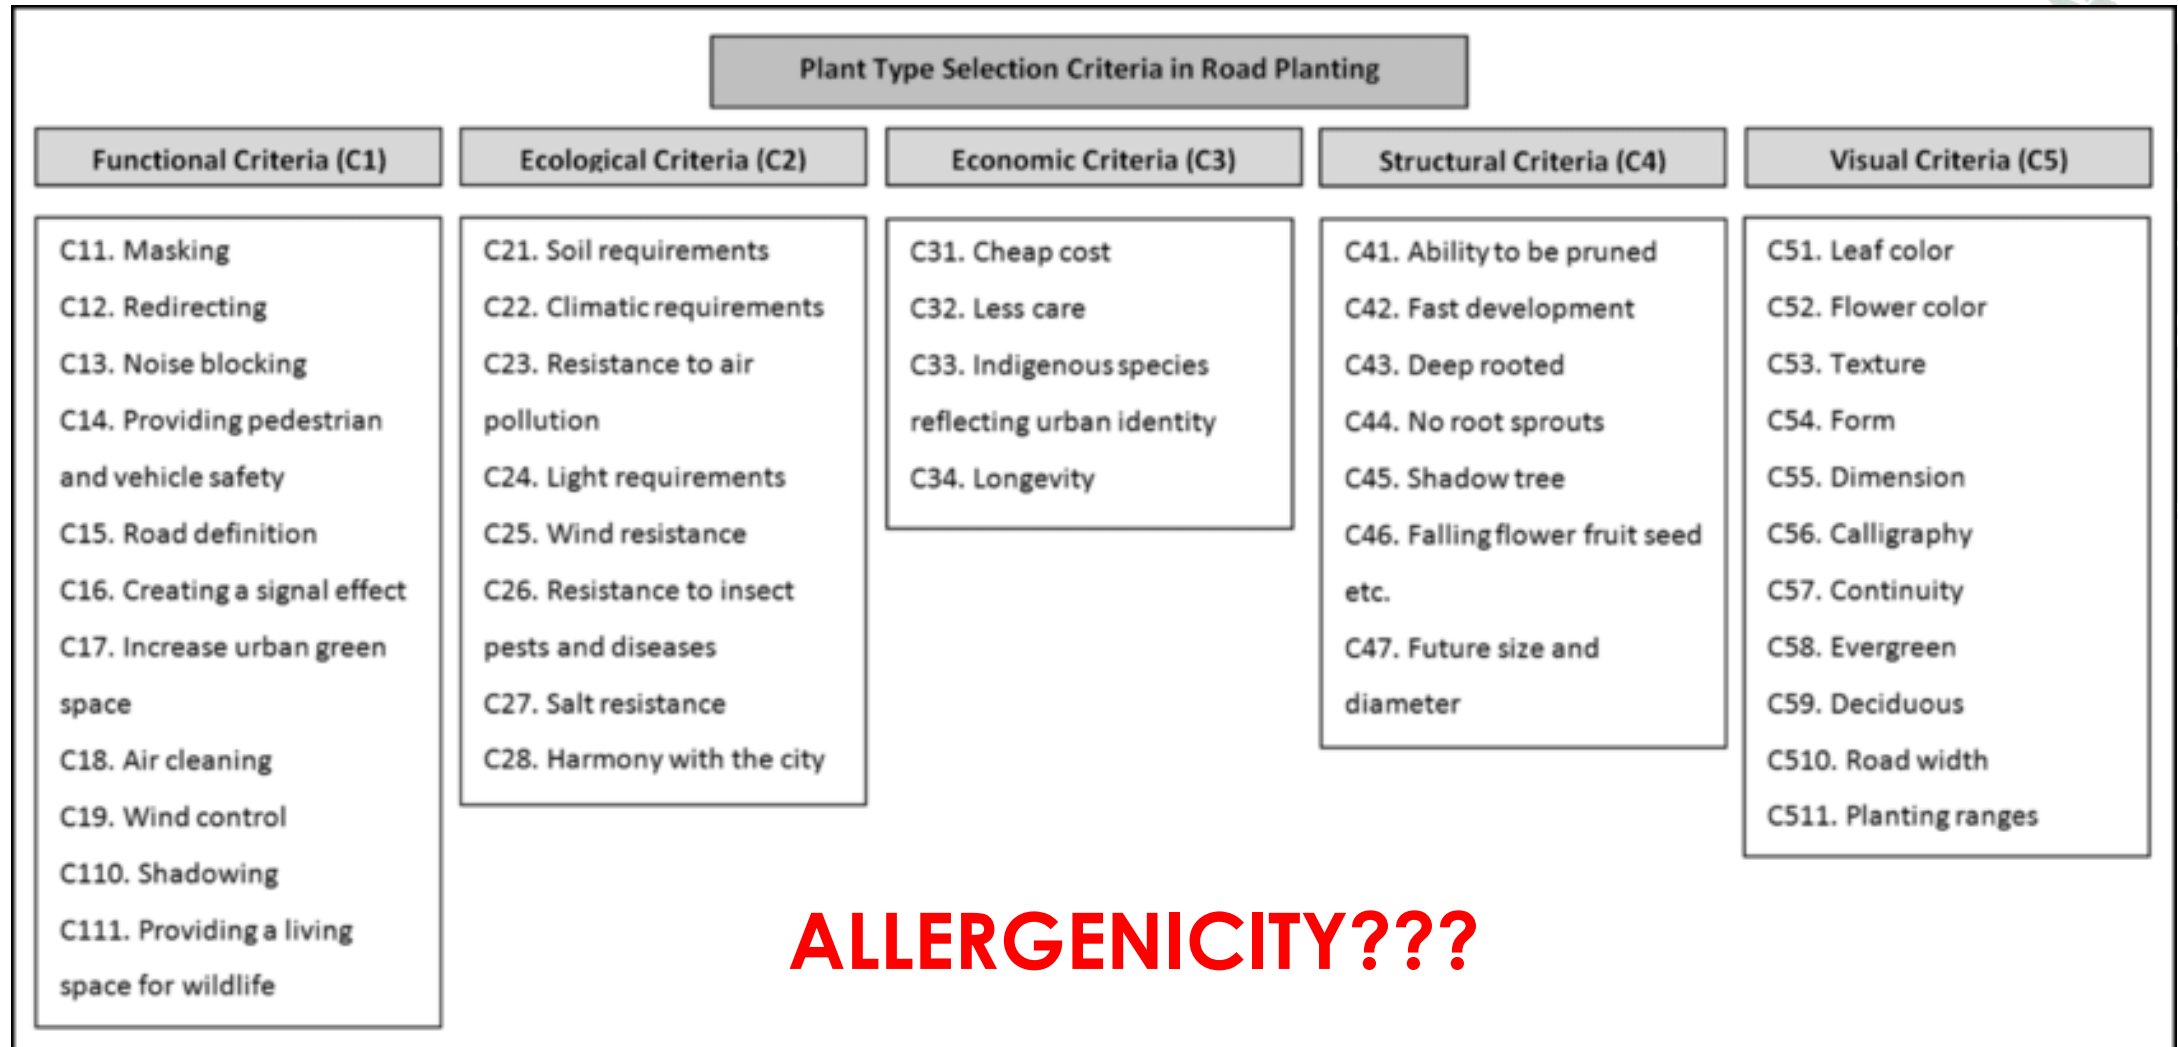 Plant Type Selection Criteria in Road Planting
Functional Criteria (C1)
C11. Masking
C12. Redirecting
C13. Noise blocking
C14. Providing pedestrian
and vehicle safety
C15. Road definition
C16. Creating a signal effect
C17. Increase urban green
space
C18. Air cleaning
C19. Wind control
C110. Shadowing
C111. Providing a living
space for wildlife
Ecological Criteria (C2)
C21. Soil requirements
C22. Climatic requirements
C23. Resistance to air
pollution
C24. Light requirements
C25. Wind resistance
C26. Resistance to insect
pests and diseases
C27. Salt resistance
C28. Harmony with the city
Economic Criteria (C3)
C31. Cheap cost
C32. Less care
C33. Indigenous species
reflecting urban identity
C34. Longevity
Structural Criteria (C4)
C41. Ability to be pruned
C42. Fast development
C43. Deep rooted
C44. No root sprouts
C45. Shadow tree
C46. Falling flower fruit seed
etc.
C47. Future size and
diameter
Visual Criteria (C5)
C51. Leaf color
C52. Flower color
C53. Texture
C54. Form
C55. Dimension
C56. Calligraphy
C57. Continuity
C58. Evergreen
C59. Deciduous
C510. Road width
C511. Planting ranges
ALLERGENICITY???